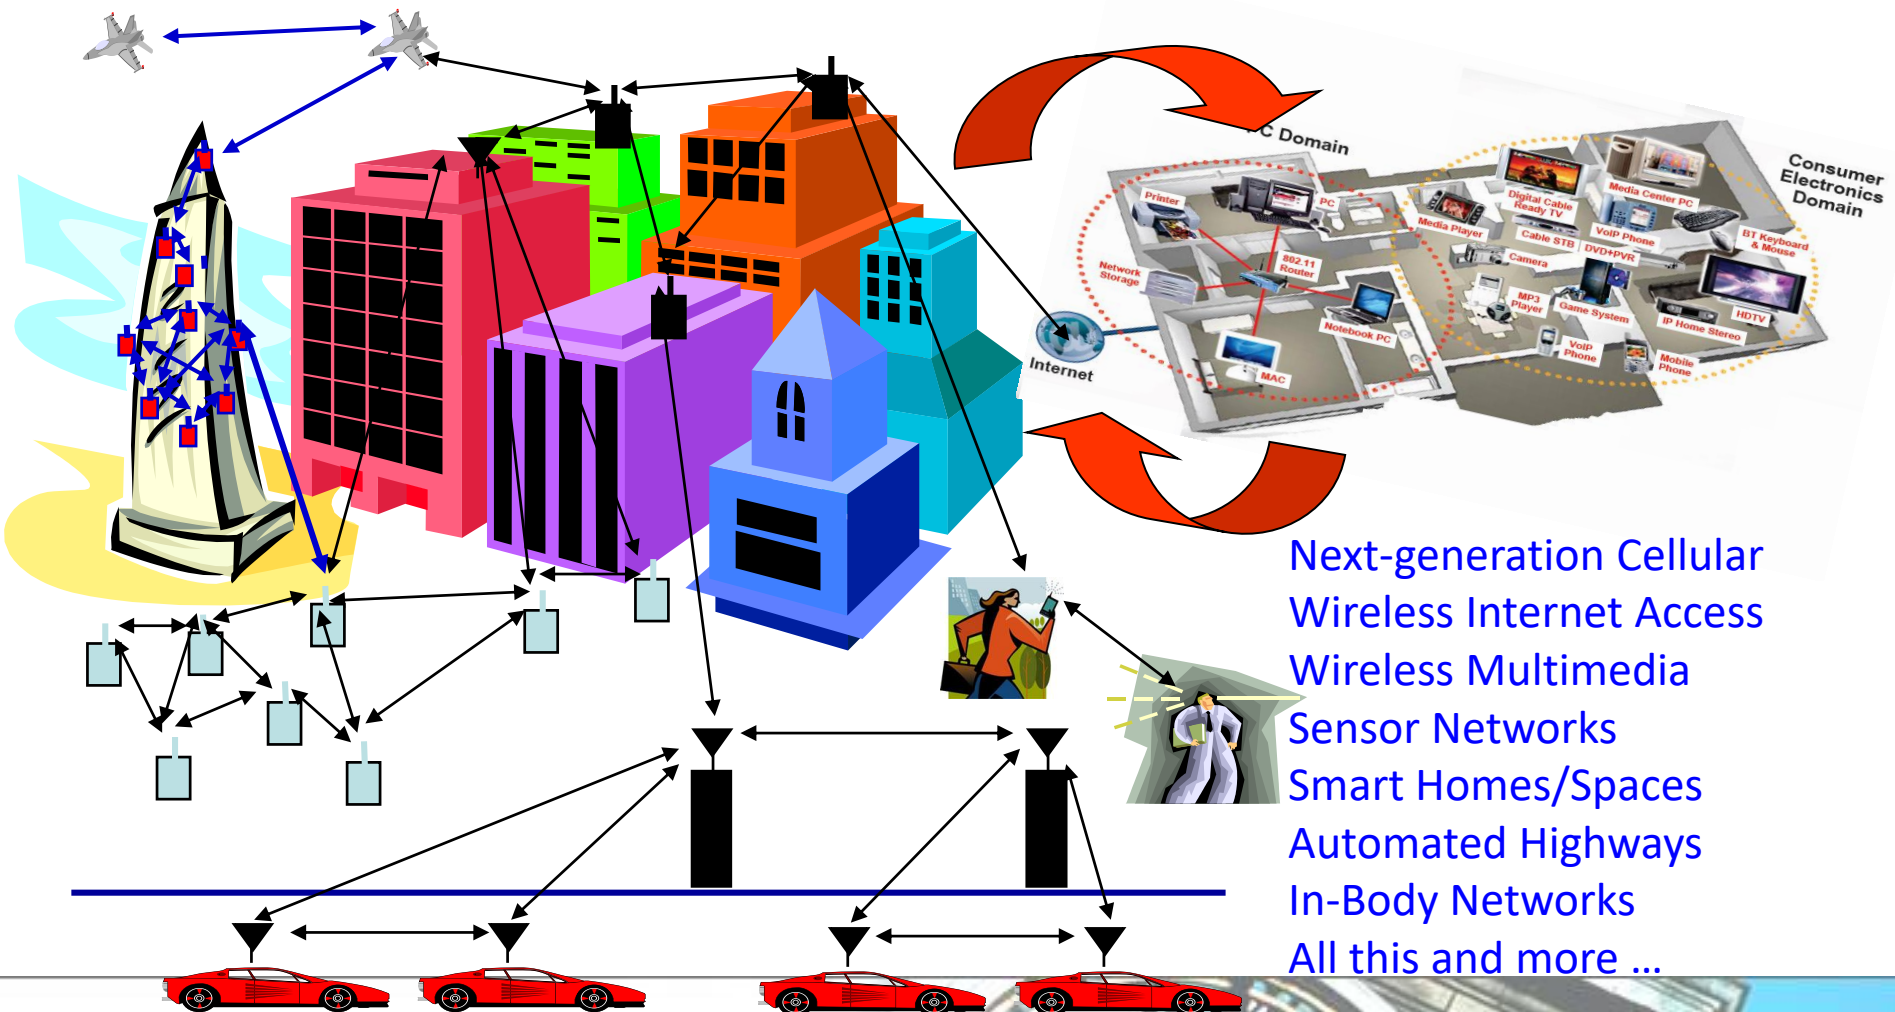 PC Domain
Consumer
Electronics
Domain
Printer
PC
Network
Storage
802.11
Router
Notebook PC
MAC
Internet
Media Player
Digital Cable
Ready TV
Media Center PC
Cable STB
VoIP Phone
DVD+PVR
BT Keyboard
& Mouse
Camera
MP3
Player
Game System
IP Home Stereo
HDTV
VoIP
Phone
Mobile
Phone
Next-generation Cellular
Wireless Internet Access
Wireless Multimedia
Sensor Networks
Smart Homes/Spaces
Automated Highways
In-Body Networks
All this and more …